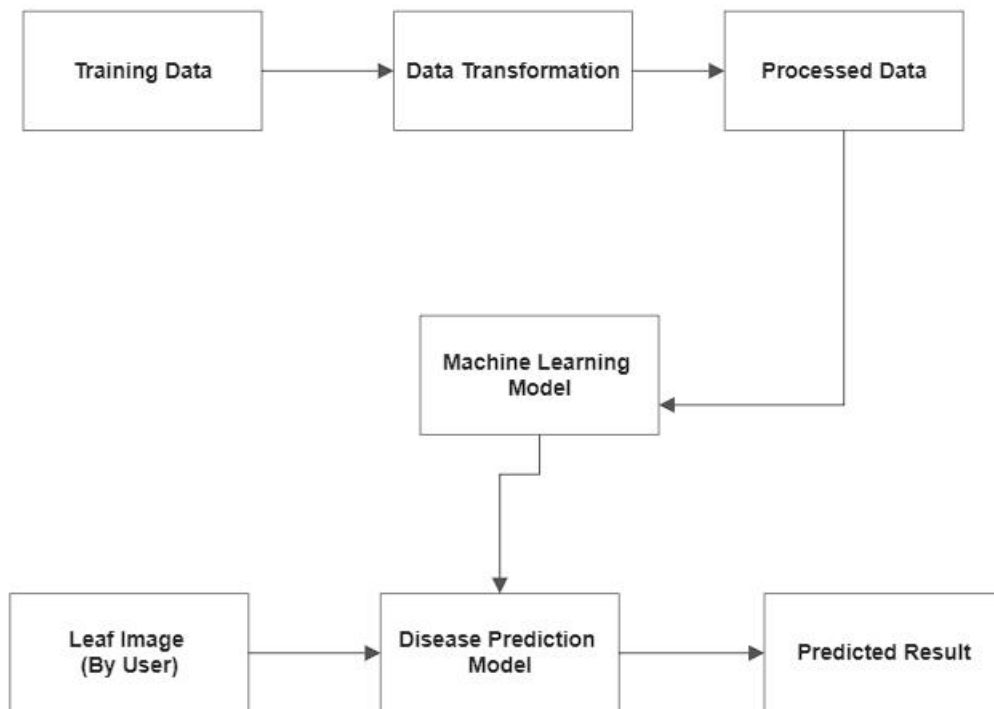 Training Data
Data Transformation
Processed Data
Machine Learning
Model
Leaf Image
(By User)
Disease Prediction
Model
Predicted Result